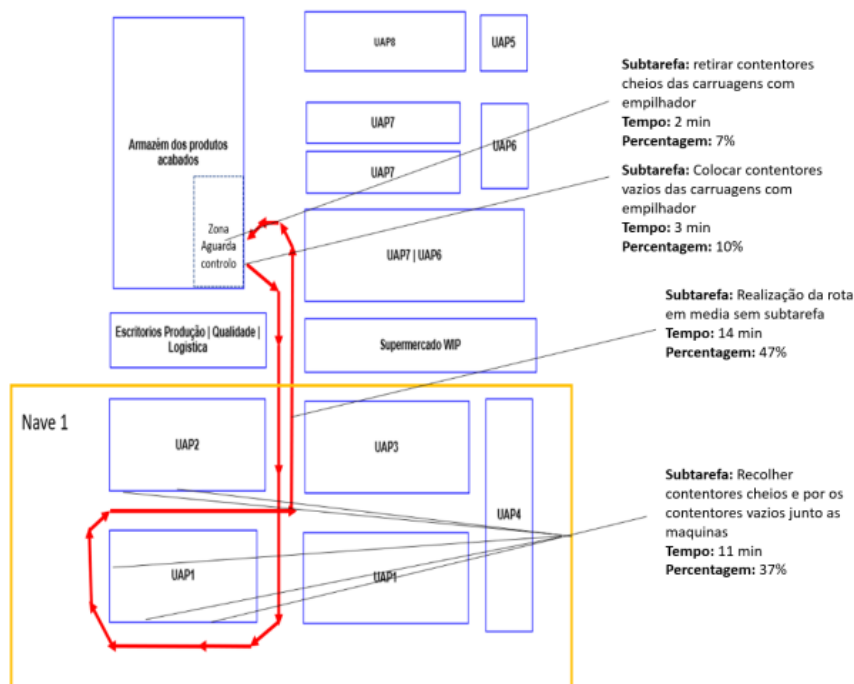 UAP8
UAP5
Armazém dos produtos
acabados
UAP7
UAP7
UAP6
Zona
Aguarda
controlo
UAP7 | UAP6
Escritorios Produção | Qualidade |
Logística
Supermercado WIP
Nave 1
UAP2
UAP3
UAP4
UAP1
UAP1
Subtarefa: retirar contentores
cheios das carruagens com
empilhador
Tempo: 2 min
Percentagem: 7%
Subtarefa: Colocar contentores
vazios das carruagens com
empilhador
Tempo: 3 min
Percentagem: 10%
Subtarefa: Realização da rota
em media sem subtarefa
Tempo: 14 min
Percentagem: 47%
Subtarefa: Recolher
contentores cheios e por os
contentores vazios junto as
maquinas
Tempo: 11 min
Percentagem: 37%